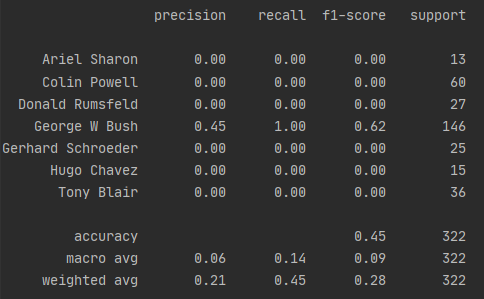 precision recall f1-score support
Ariel Sharon 0.00 0.00 0.00 13
Colin Powell 0.00 0.00 0.00 60
Donald Rumsfeld 0.00 0.00 0.00 27
George W Bush 0.45 1.00 0.62 146
Gerhard Schroeder 0.00 0.00 0.00 25
Hugo Chavez 0.00 0.00 0.00 15
Tony Blair 0.00 0.00 0.00 36
accuracy 0.45 322
macro avg 0.06 0.14 0.09 322
weighted avg 0.21 0.45 0.28 322